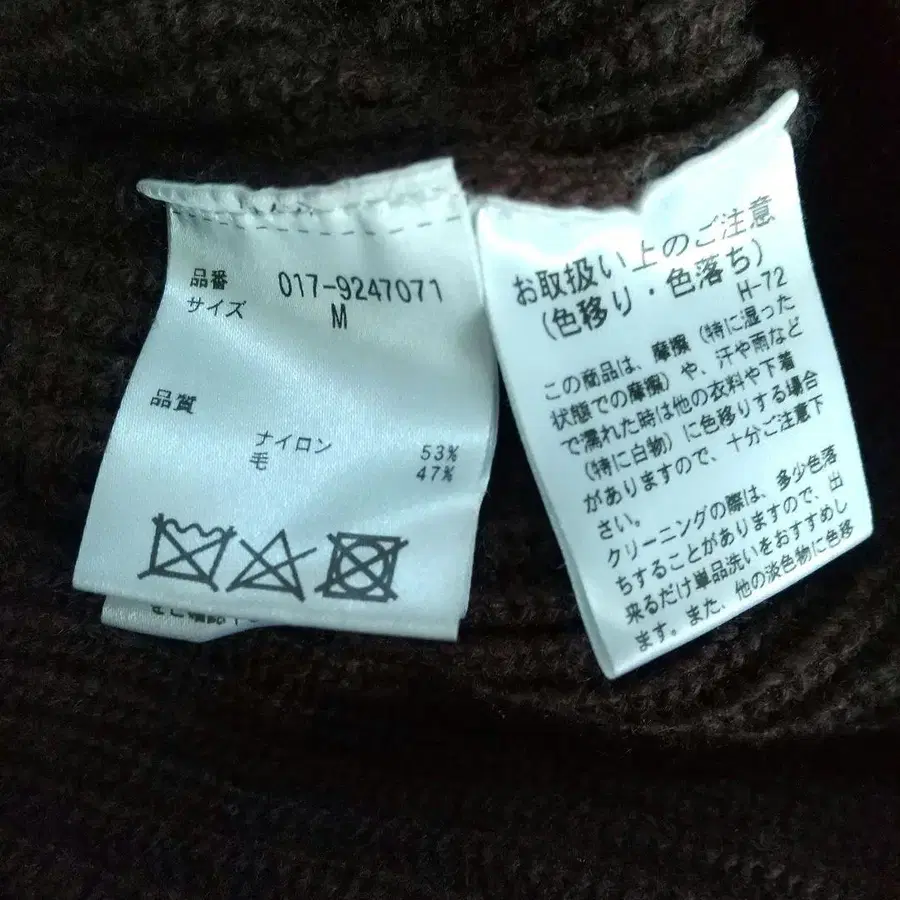 品番 017-9247071
サイズ M
品質
ナイロン 53%
毛 47%
お取扱い上のご注意
(色移り・色落ち)
H-72
この商品は、摩擦(特に湿った
状態での摩擦)や、汗や雨など
で濡れた時は他の衣料や下着
(特に白物)に色移りする場合
がありますので、十分ご注意下
さい。
クリーニングの際は、多少色落
ちすることがありますので、出
来るだけ単品洗いをおすすめし
ます。また、他の淡色物に色移